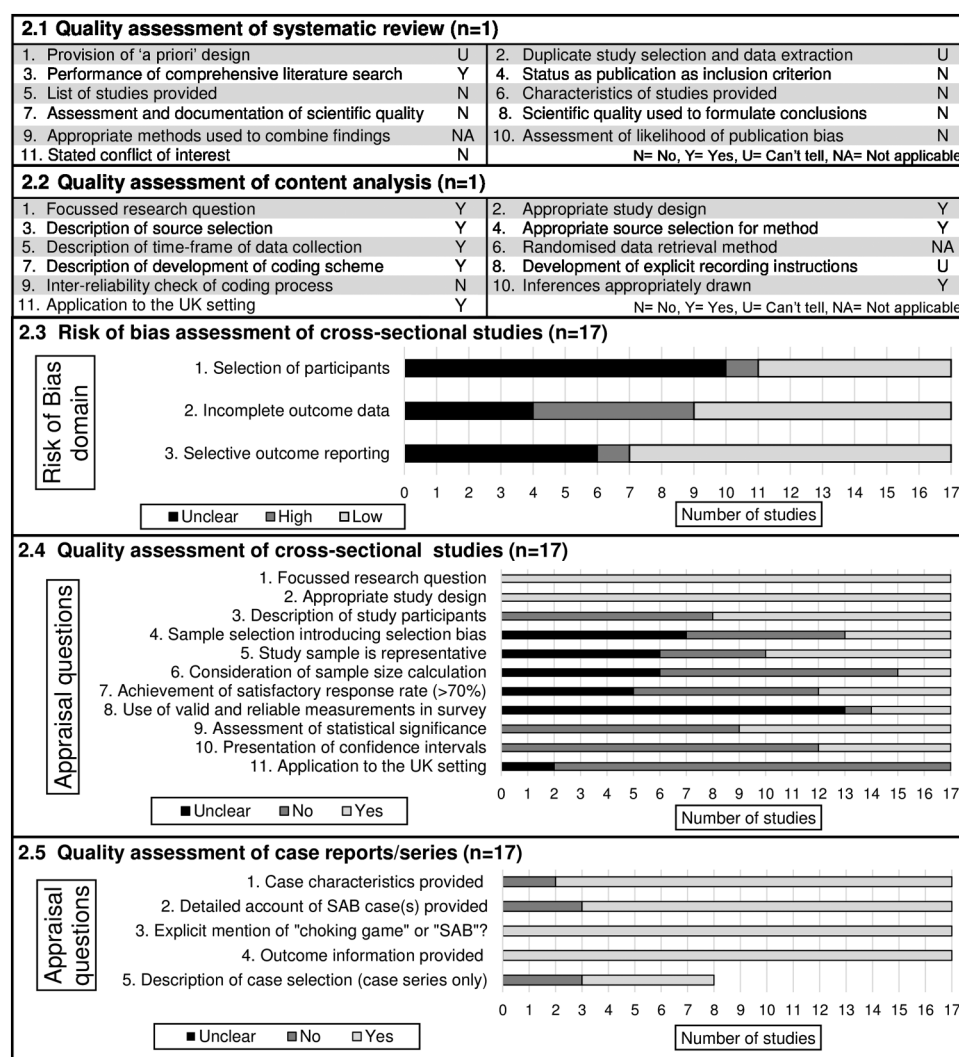 2.1 Quality assessment of systematic review (n=1)
1. Provision of 'a priori' design U 2. Duplicate study selection and data extraction U
3. Performance of comprehensive literature search Y 4. Status as publication as inclusion criterion N
5. List of studies provided N 6. Characteristics of studies provided N
7. Assessment and documentation of scientific quality N 8. Scientific quality used to formulate conclusions N
9. Appropriate methods used to combine findings NA 10. Assessment of likelihood of publication bias N
11. Stated conflict of interest N N= No, Y= Yes, U= Can't tell, NA= Not applicable
2.2 Quality assessment of content analysis (n=1)
1. Focussed research question Y 2. Appropriate study design Y
3. Description of source selection Y 4. Appropriate source selection for method Y
5. Description of time-frame of data collection Y 6. Randomised data retrieval method NA
7. Description of development of coding scheme Y 8. Development of explicit recording instructions U
9. Inter-reliability check of coding process N 10. Inferences appropriately drawn Y
11. Application to the UK setting Y N= No, Y= Yes, U= Can't tell, NA= Not applicable
2.3 Risk of bias assessment of cross-sectional studies (n=17)
Risk of Bias
domain
1. Selection of participants
2. Incomplete outcome data
3. Selective outcome reporting
0 1 2 3 4 5 6 7 8 9 10 11 12 13 14 15 16 17
Unclear High Low
Number of studies
2.4 Quality assessment of cross-sectional studies (n=17)
Appraisal questions
1. Focussed research question
2. Appropriate study design
3. Description of study participants
4. Sample selection introducing selection bias
5. Study sample is representative
6. Consideration of sample size calculation
7. Achievement of satisfactory response rate (>70%)
8. Use of valid and reliable measurements in survey
9. Assessment of statistical significance
10. Presentation of confidence intervals
11. Application to the UK setting
0 1 2 3 4 5 6 7 8 9 10 11 12 13 14 15 16 17
Unclear No Yes
Number of studies
2.5 Quality assessment of case reports/series (n=17)
Appraisal
questions
1. Case characteristics provided
2. Detailed account of SAB case(s) provided
3. Explicit mention of "choking game" or "SAB"?
4. Outcome information provided
5. Description of case selection (case series only)
0 1 2 3 4 5 6 7 8 9 10 11 12 13 14 15 16 17
Unclear No Yes
Number of studies